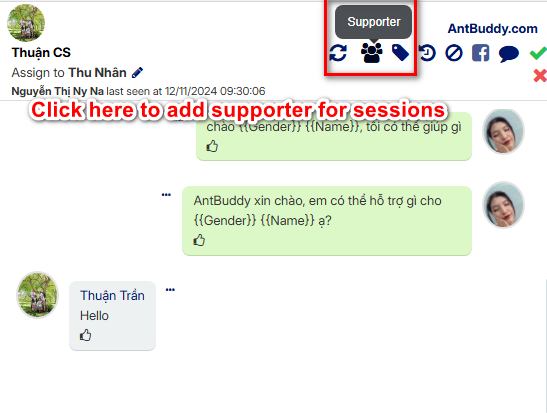 Supporter
AntBuddy.com
Thuận CS
Assign to Thu Nhân
Nguyễn Thị Ny Na last seen at 12/11/2024 09:30:06
Click here to add supporter for sessions
chào {{Gender}} {{Name}}, tôi có thể giúp gì
AntBuddy xin chào, em có thể hỗ trợ gì cho
{{Gender}} {{Name}} ạ?
Thuận Trần
Hello